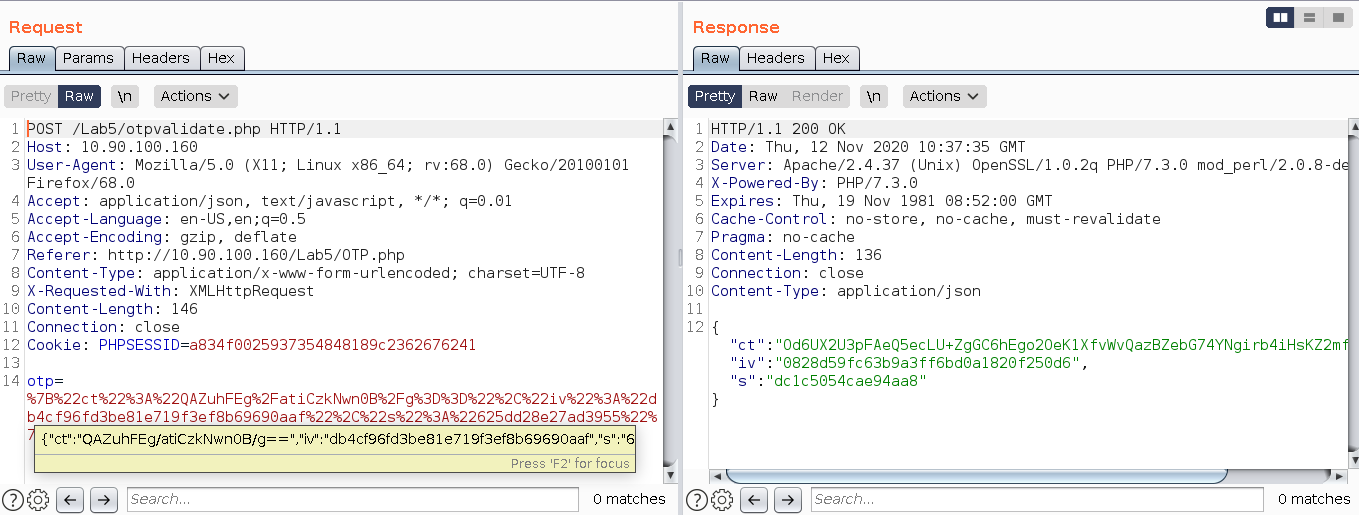 Request
Raw Params Headers Hex
Pretty Raw \n Actions
1 POST /Lab5/otpvalidate.php HTTP/1.1
2 Host: 10.90.100.160
3 User-Agent: Mozilla/5.0 (X11; Linux x86_64; rv:68.0) Gecko/20100101
Firefox/68.0
4 Accept: application/json, text/javascript, */*; q=0.01
5 Accept-Language: en-US,en;q=0.5
6 Accept-Encoding: gzip, deflate
7 Referer: http://10.90.100.160/Lab5/OTP.php
8 Content-Type: application/x-www-form-urlencoded; charset=UTF-8
9 X-Requested-With: XMLHttpRequest
10 Content-Length: 146
11 Connection: close
12 Cookie: PHPSESSID=a834f0025937354848189c2362676241
13
14 otp=
%7B%22ct%22%3A%22QAZuhFEg%2FatiCzkNwn0B%2Fg%3D%3D%22%2C%22iv%22%3A%22d
b4cf96fd3be81e719f3ef8b69690aaf%22%2C%22s%22%3A%22625dd28e27ad3955%22%
7
{"ct":"QAZuhFEg/atiCzkNwn0B/g==","iv":"db4cf96fd3be81e719f3ef8b69690aaf","s":"6
Press 'F2' for focus
Search... 0 matches
Response
Raw Headers Hex
Pretty Raw Render \n Actions
1 HTTP/1.1 200 OK
2 Date: Thu, 12 Nov 2020 10:37:35 GMT
3 Server: Apache/2.4.37 (Unix) OpenSSL/1.0.2q PHP/7.3.0 mod_perl/2.0.8-de
4 X-Powered-By: PHP/7.3.0
5 Expires: Thu, 19 Nov 1981 08:52:00 GMT
6 Cache-Control: no-store, no-cache, must-revalidate
7 Pragma: no-cache
8 Content-Length: 136
9 Connection: close
10 Content-Type: application/json
11
12 {
"ct":"Od6UX2U3pFAeQ5ecLU+ZgGC6hEgo2OeK1XfvWvQazBZebG74YNgirb4iHsKZ2mf
"iv":"0828d59fc63b9a3ff6bd0a1820f250d6",
"s":"dc1c5054cae94aa8"
}
Search... 0 matches